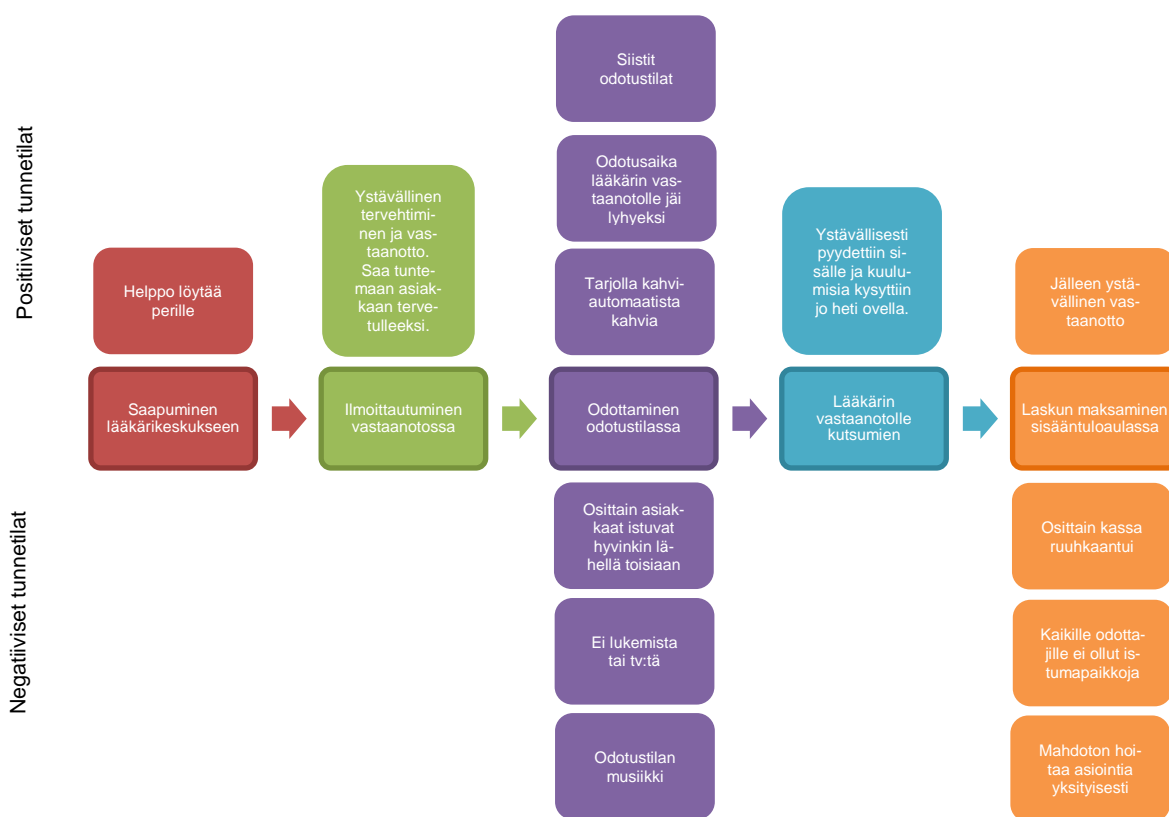 Positiiviset tunnetilat
Siistit
odotustilat
Odotusaika
lääkärin vas-
taanotolle jäi
lyhyeksi
Ystävällinen
tervehtimi-
nen ja vas-
taanotto.
Saa tunte-
maan asiak-
kaan terve-
tulleeksi.
Ystävällisesti
pyydettiin si-
sälle ja kuulu-
misia kysyttiin
jo heti ovella.
Helppo löytää
perille
Tarjolla kahvi-
automaatista
kahvia
Jälleen ystä-
vällinen vas-
taanotto
Saapuminen
lääkärikeskukseen
Ilmoittautuminen
vastaanotossa
Odottaminen
odotustilassa
Lääkärin
vastaanotolle
kutsumien
Laskun maksaminen
sisääntuloaulassa
Negatiiviset tunnetilat
Osittain asiak-
kaat istuvat
hyvinkin lä-
hellä toisiaan
Ei lukemista
tai tv:tä
Odotustilan
musiikki
Osittain kassa
ruuhkaantui
Kaikille odotta-
jille ei ollut is-
tumapaikkoja
Mahdoton hoi-
taa asiointia
yksityisesti